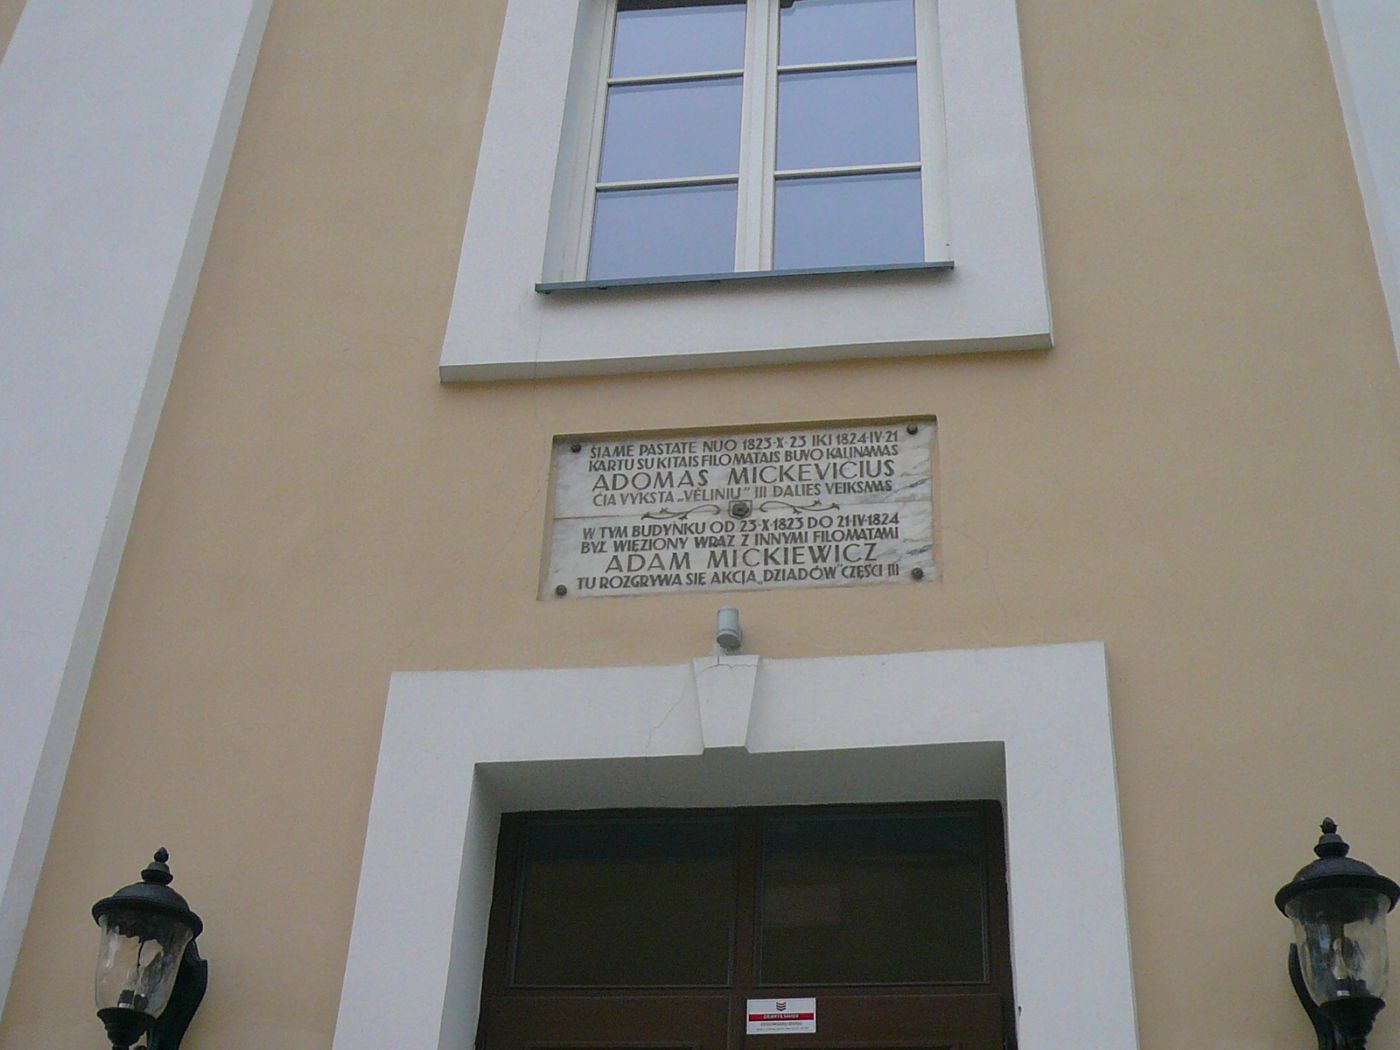 ŠIAME PASTATE NUO 1823·X·23 IKI 1824·IV·21
KARTU SU KITAIS FILOMATAIS BUVO KALINAMAS
ADOMAS MICKEVIČIUS
ČIA VYKSTA „VĖLINIŲ" III DALIES VEIKSMAS
W TYM BUDYNKU OD 23·X·1823 DO 21·IV·1824
BYŁ WIĘZIONY WRAZ Z INNYMI FILOMATAMI
ADAM MICKIEWICZ
TU ROZGRYWA SIĘ AKCJA „DZIADÓW" CZĘŚCI III